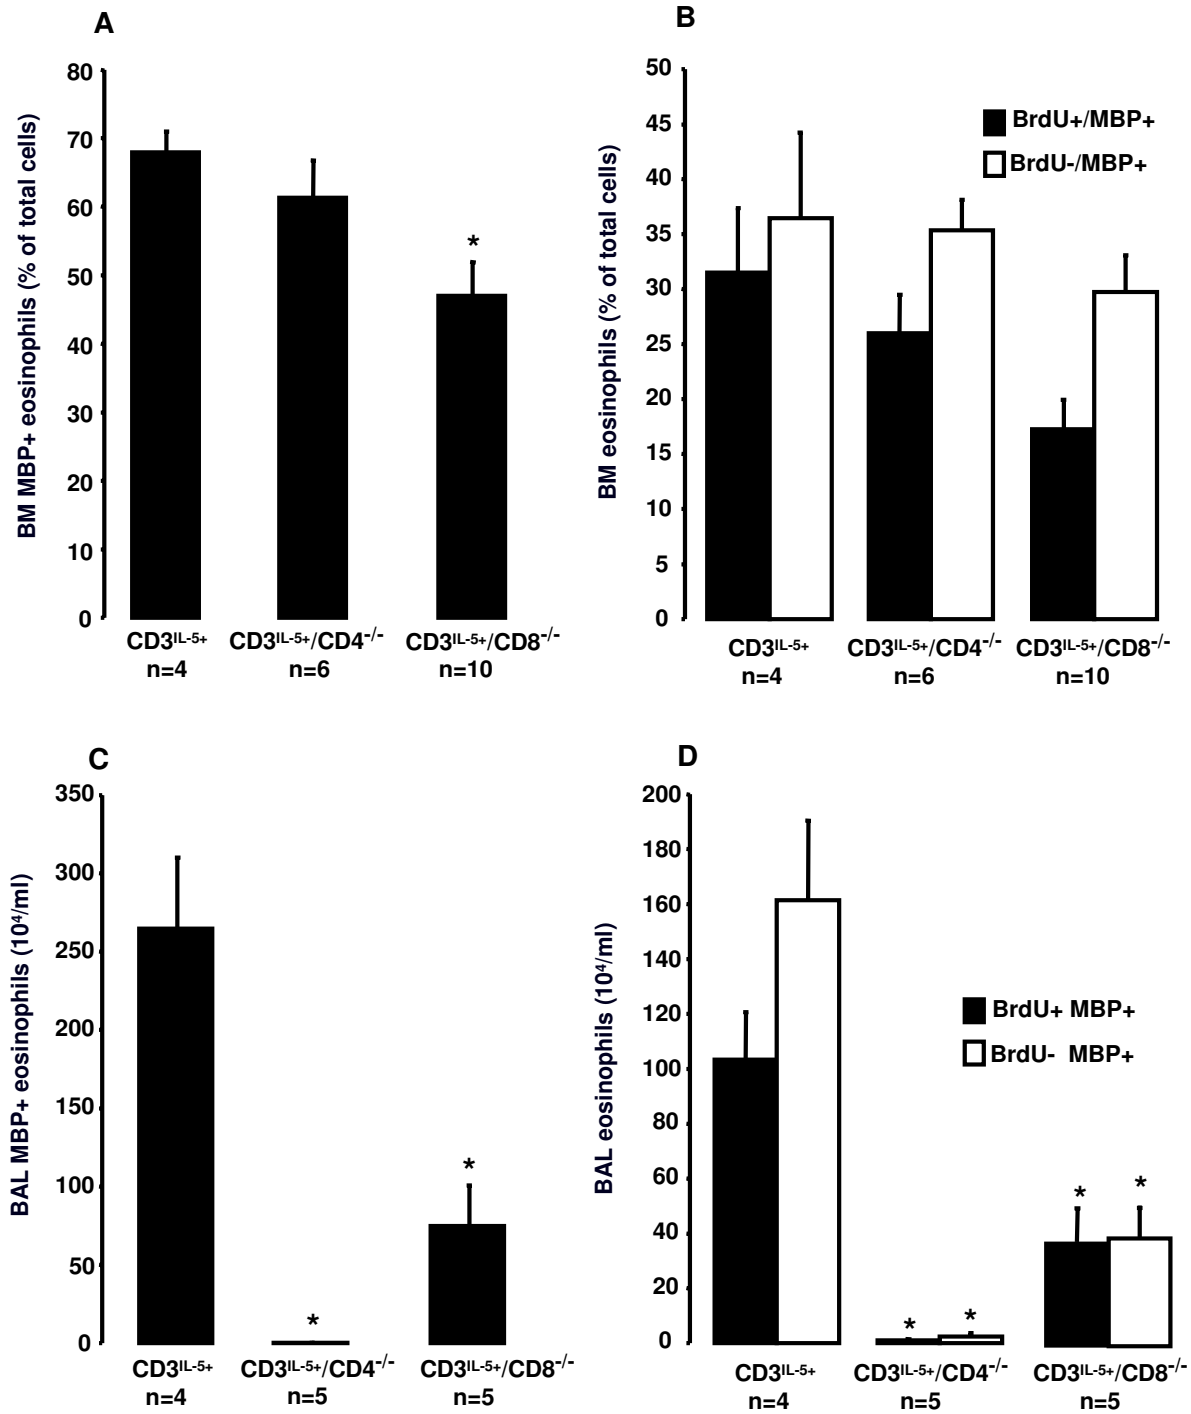 A
BM MBP+ eosinophils (% of total cells)
80
70
60
50
40
30
20
10
0
*
CD3IL-5+ CD3IL-5+/CD4-/- CD3IL-5+/CD8-/-
n=4 n=6 n=10
B
BM eosinophils (% of total cells)
50
45
40
35
30
25
20
15
10
5
0
BrdU+/MBP+
BrdU-/MBP+
CD3IL-5+ CD3IL-5+/CD4-/- CD3IL-5+/CD8-/-
n=4 n=6 n=10
C
BAL MBP+ eosinophils (104/ml)
350
300
250
200
150
100
50
0
* *
CD3IL-5+ CD3IL-5+/CD4-/- CD3IL-5+/CD8-/-
n=4 n=5 n=5
D
BAL eosinophils (104/ml)
200
180
160
140
120
100
80
60
40
20
0
BrdU+ MBP+
BrdU- MBP+
* * * *
CD3IL-5+ CD3IL-5+/CD4-/- CD3IL-5+/CD8-/-
n=4 n=5 n=5